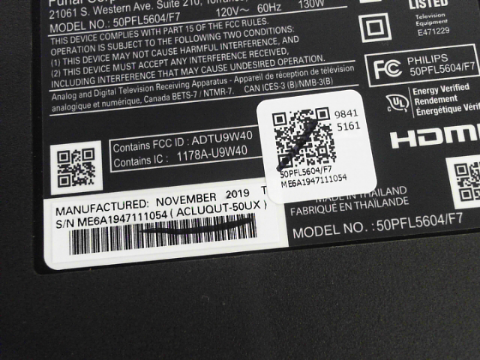 21061 S. Western Ave. Suite 210,
MODEL NO.: 50PFL5604/F7 120V~ 60Hz 130W
THIS DEVICE COMPLIES WITH PART 15 FCC RULES. OPERATION IS
SUBJECT TO THE FOLLOWING TWO CONDITIONS:
(1)THIS DEVICE MAY NOT CAUSE HARMFUL INTERFERENCE, AND
(2)THIS DEVICE MUST ACCEPT ANY INTERFERENCE RECEIVED,
INCLUDING INTERFERENCE THAT MAY CAUSE UNDESIRED OPERATION.
Analog and Digital Television Receiving Apparatus - Appareil de réception de télévision
analogique et numérique, Canada BETS-7 / NTMR-7. CAN ICES-3 (B)/NMB-3(B)
LISTED
Television
Equipment
E471229
FC
PHILIPS
50PFL5604/F7
UL
Energy Verified
Rendement
Énergétique Vérifié
HDMI
Contains FCC ID : ADTU9W40
Contains IC : 1178A-U9W40
9841
5161
50PFL5604/F7
ME6A1947111054
MANUFACTURED: NOVEMBER 2019
S/N ME6A1947111054 ( ACLUQUT-50UX )
MADE IN THAILAND
FABRIQUÉ EN THAÏLANDE
MODEL NO. :50PFL5604/F7